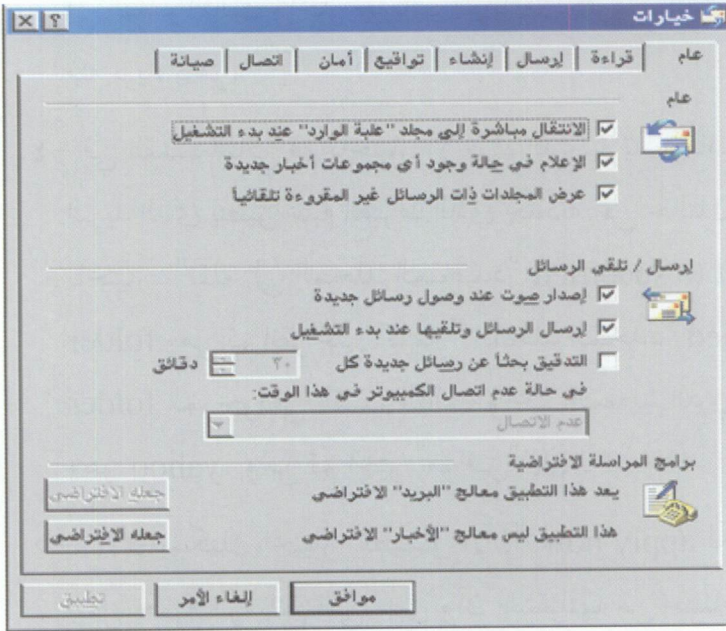 خيارات
عام قراءة إرسال إنشاء تواقيع أمان اتصال صيانة
عام
الانتقال مباشرة إلى مجلد "علبة الوارد" عند بدء التشغيل
الإعلام في حالة وجود أى مجموعات أخبار جديدة
عرض المجلدات ذات الرسائل غير المقروءة تلقائياً
إرسال / تلقي الرسائل
إصدار صوت عند وصول رسائل جديدة
إرسال الرسائل وتلقيها عند بدء التشغيل
التدقيق بحثاً عن رسائل جديدة كل ٣٠ دقائق
في حالة عدم اتصال الكمبيوتر في هذا الوقت:
عدم الاتصال
برامج المراسلة الافتراضية
يعد هذا التطبيق معالج "البريد" الافتراضي جعله الافتراضي
هذا التطبيق ليس معالج "الأخبار" الافتراضي جعله الافتراضي
موافق إلغاء الأمر تطبيق